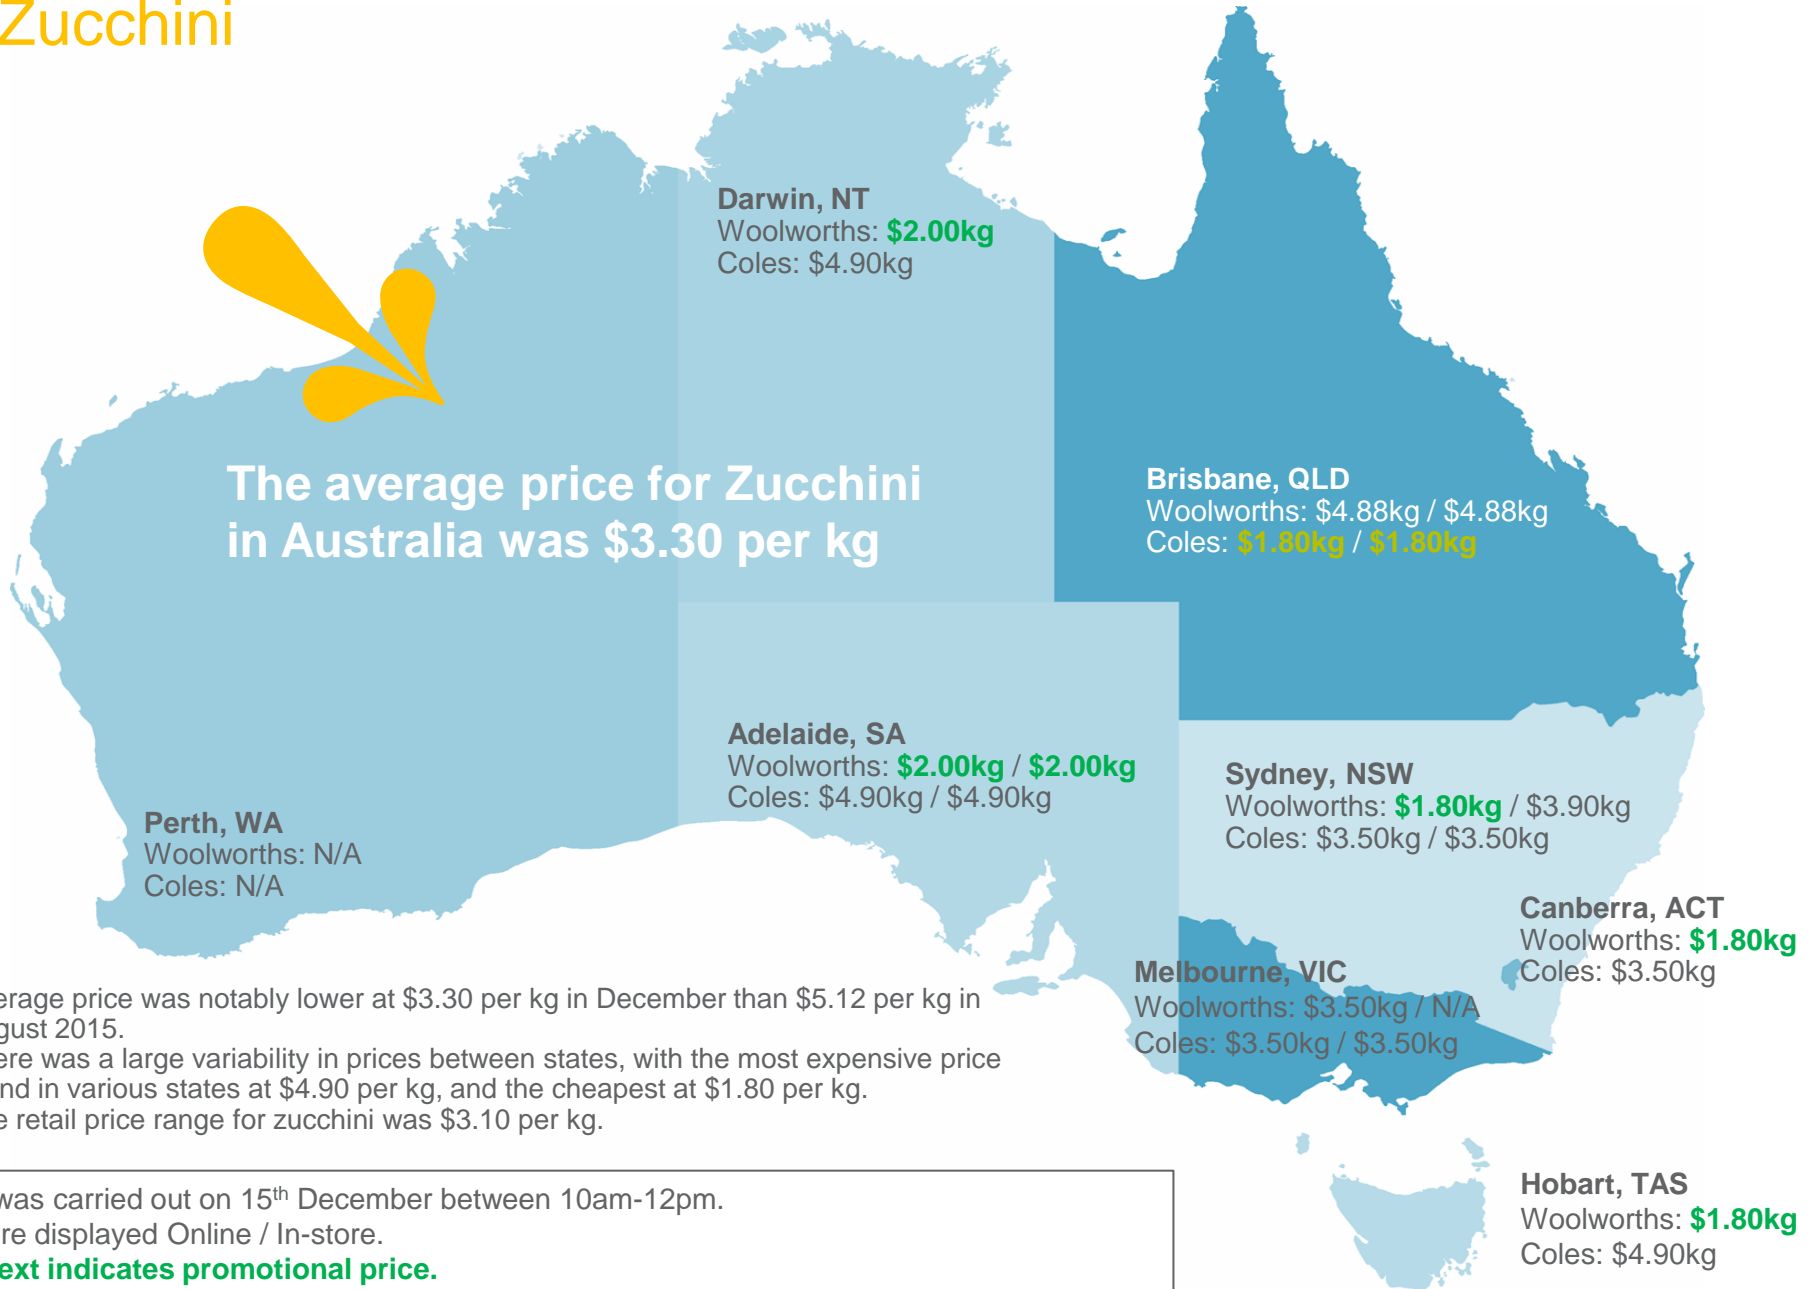 Zucchini
Darwin, NT
Woolworths: $2.00kg
Coles: $4.90kg
The average price for Zucchini
in Australia was $3.30 per kg
Brisbane, QLD
Woolworths: $4.88kg / $4.88kg
Coles: $1.80kg / $1.80kg
Adelaide, SA
Woolworths: $2.00kg / $2.00kg
Coles: $4.90kg / $4.90kg
Sydney, NSW
Woolworths: $1.80kg / $3.90kg
Coles: $3.50kg / $3.50kg
Perth, WA
Woolworths: N/A
Coles: N/A
Canberra, ACT
Woolworths: $1.80kg
Coles: $3.50kg
Melbourne, VIC
Woolworths: $3.50kg / N/A
Coles: $3.50kg / $3.50kg
erage price was notably lower at $3.30 per kg in December than $5.12 per kg in
gust 2015.
ere was a large variability in prices between states, with the most expensive price
nd in various states at $4.90 per kg, and the cheapest at $1.80 per kg.
e retail price range for zucchini was $3.10 per kg.
was carried out on 15th December between 10am-12pm.
re displayed Online / In-store.
ext indicates promotional price.
Hobart, TAS
Woolworths: $1.80kg
Coles: $4.90kg